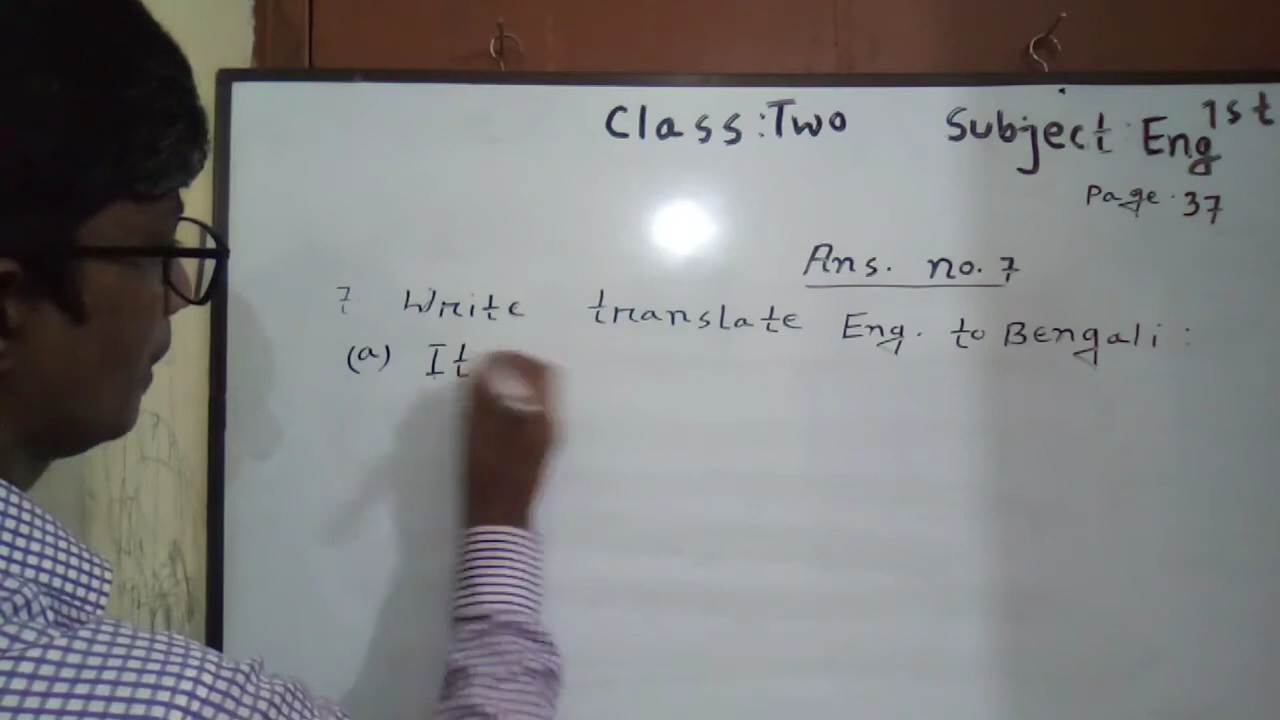 Class: Two Subject: Eng 1st
Page. 37
Ans. no. 7
7 Write translate Eng. to Bengali:
(a) It